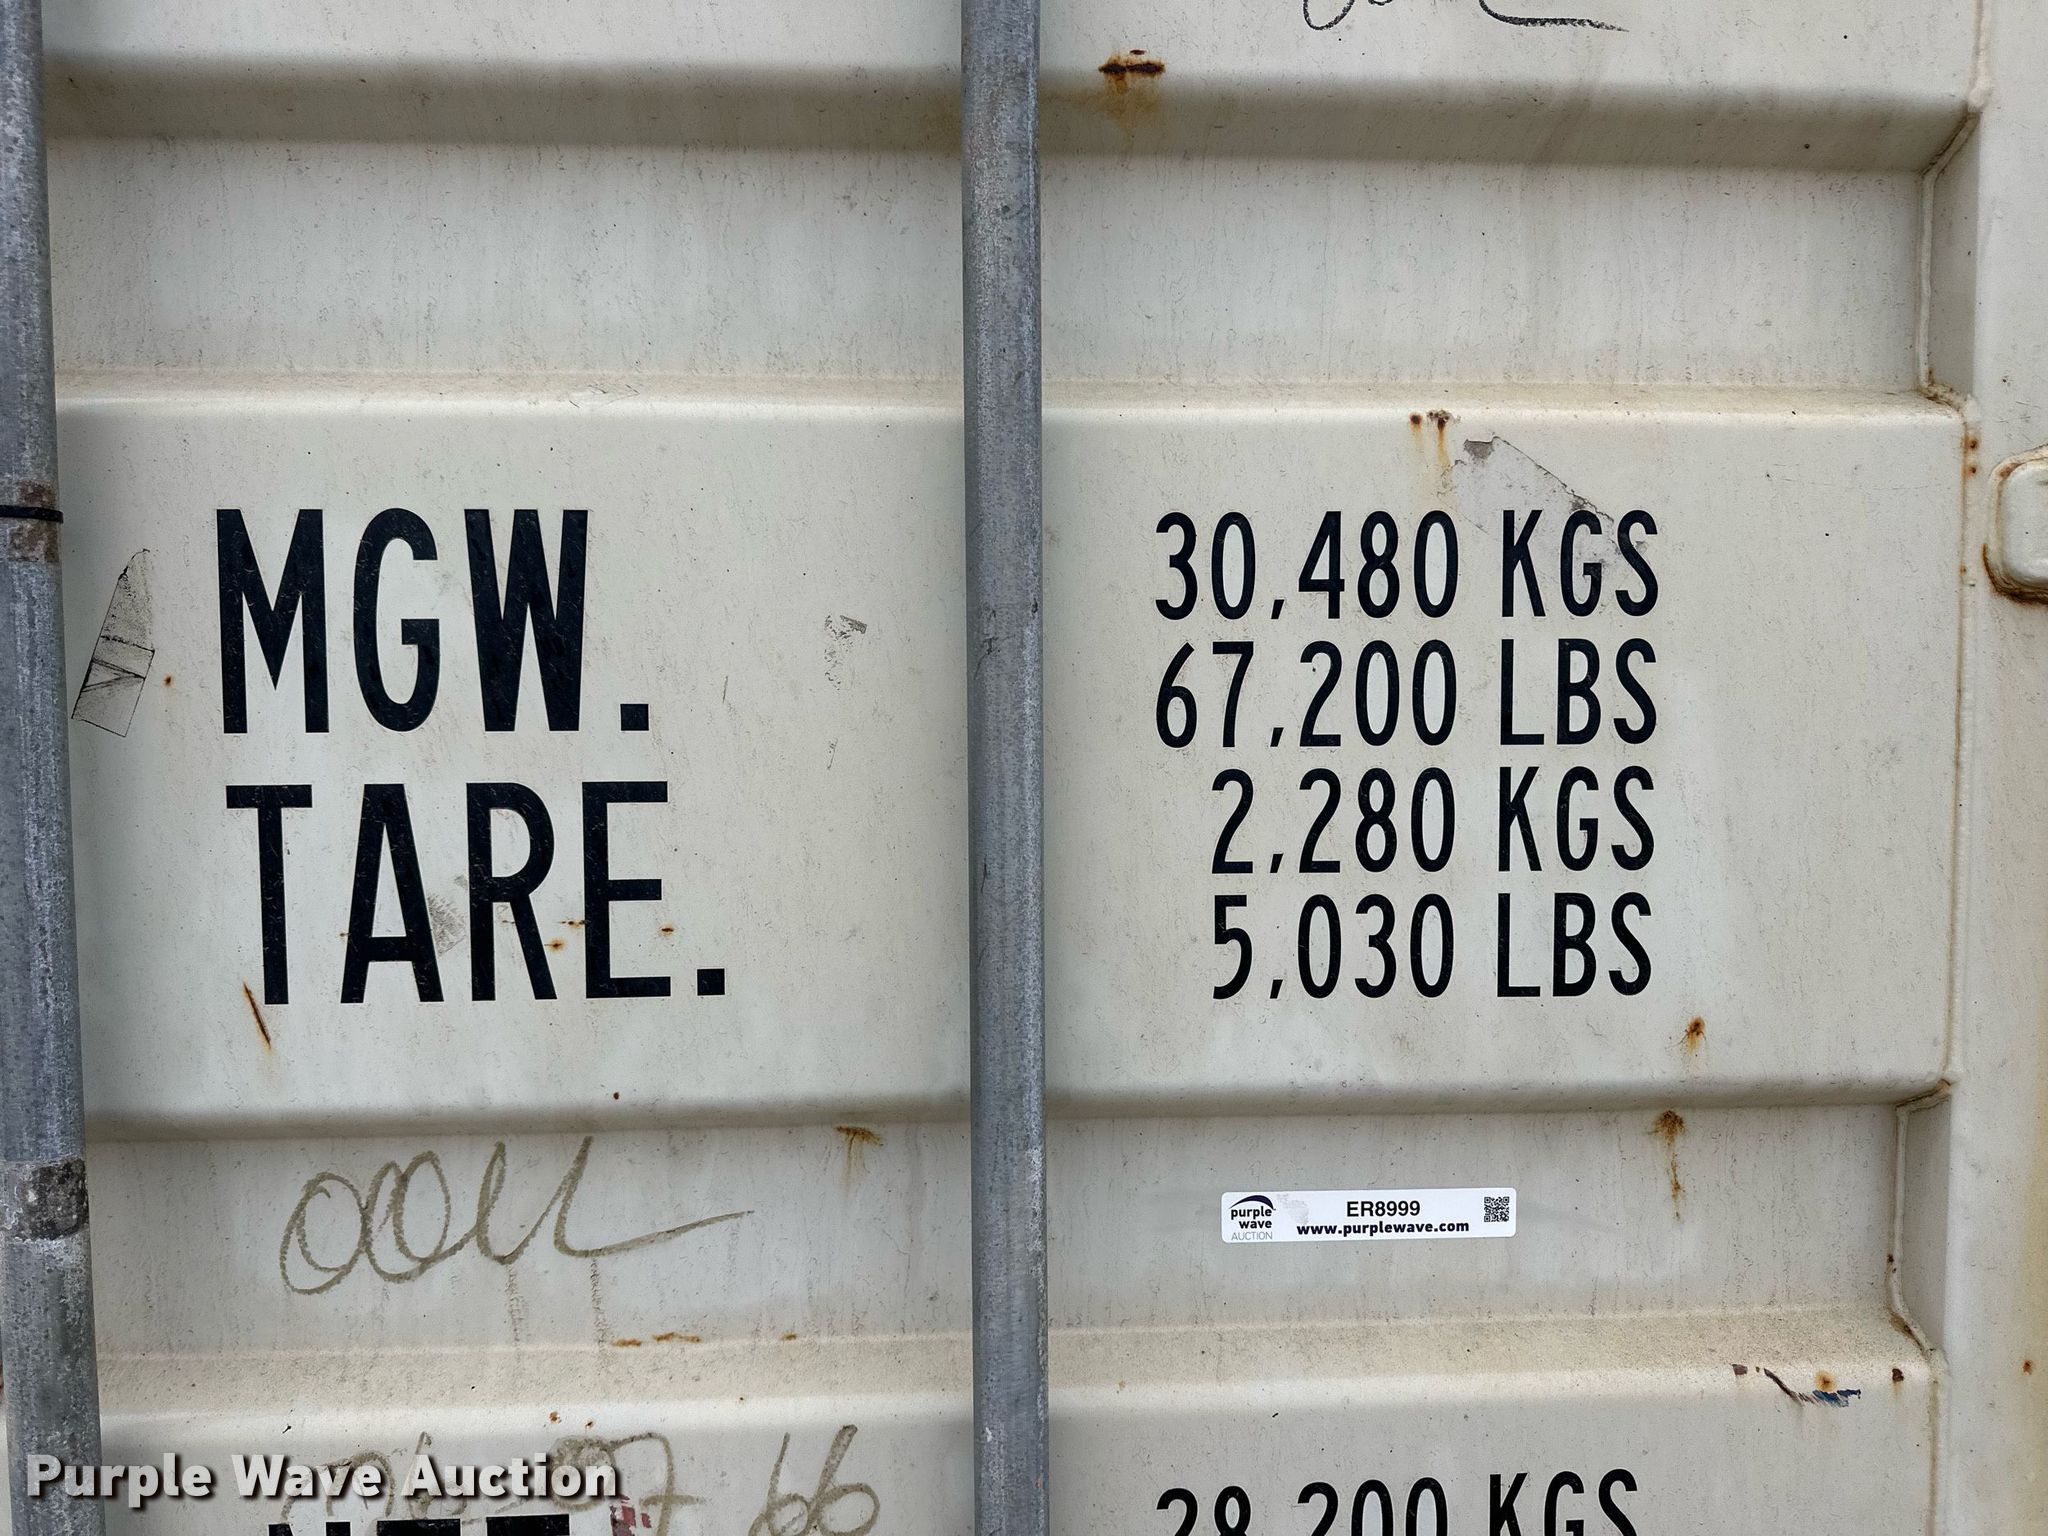 MGW.
30,480 KGS
67,200 LBS
TARE.
2,280 KGS
5,030 LBS
purple wave AUCTION
ER8999
www.purplewave.com
28,200 KGS
NET
Purple Wave Auction